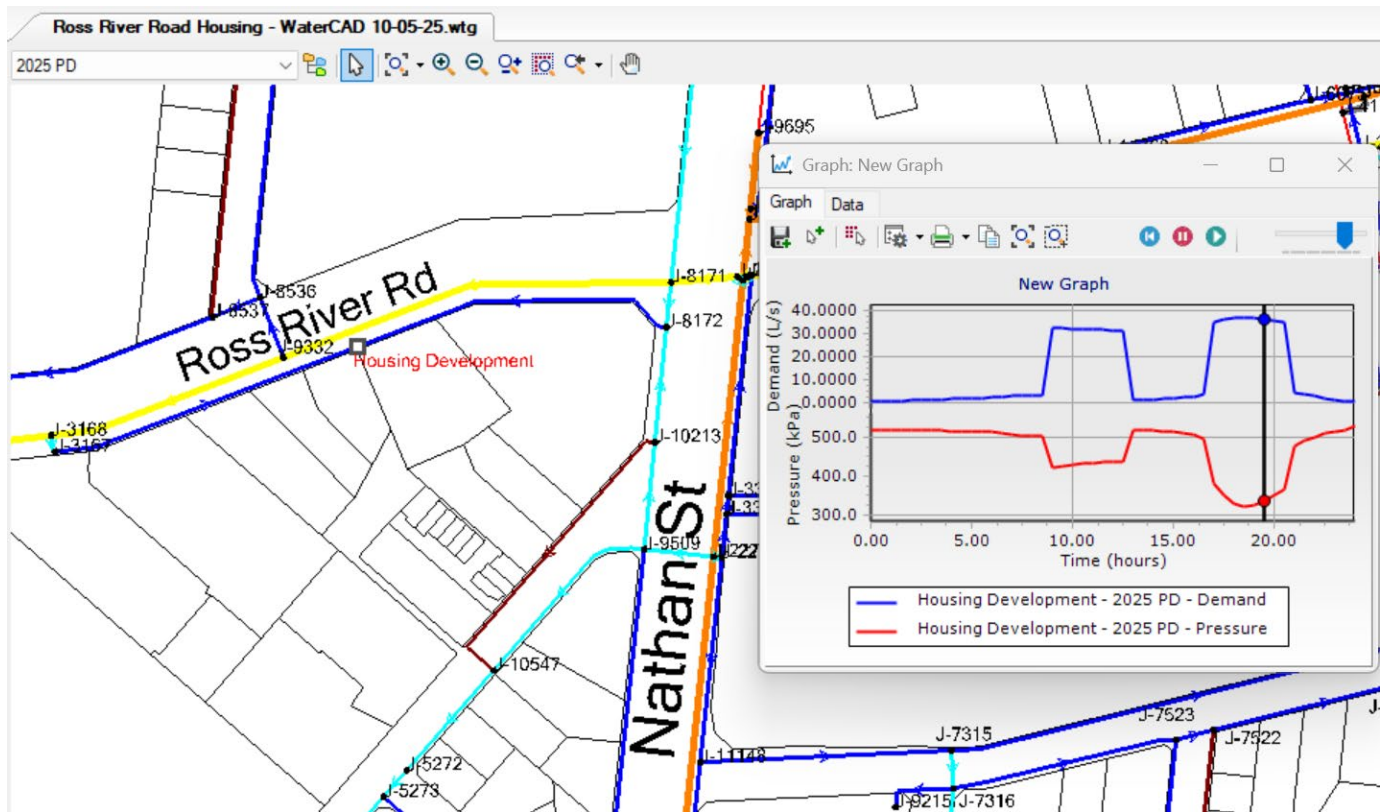 Ross River Road Housing - WaterCAD 10-05-25.wtg
2025 PD
J-9695
Graph: New Graph
Graph Data
New Graph
Demand (L/s)
40.0000
30.0000
20.0000
10.0000
0.0000
Pressure (kPa)
500.0
400.0
300.0
0.00 5.00 10.00 15.00 20.00
Time (hours)
Housing Development - 2025 PD - Demand
Housing Development - 2025 PD - Pressure
J-8171
J-8536
J-8537
Ross River Rd
J-8172
J-9332
Housing Development
J-3168
J-3167
J-10213
Nathan St
J-9509
J-10547
J-5272
J-5273
J-11148
J-7315
J-7523
J-7522
J-9215
J-7316